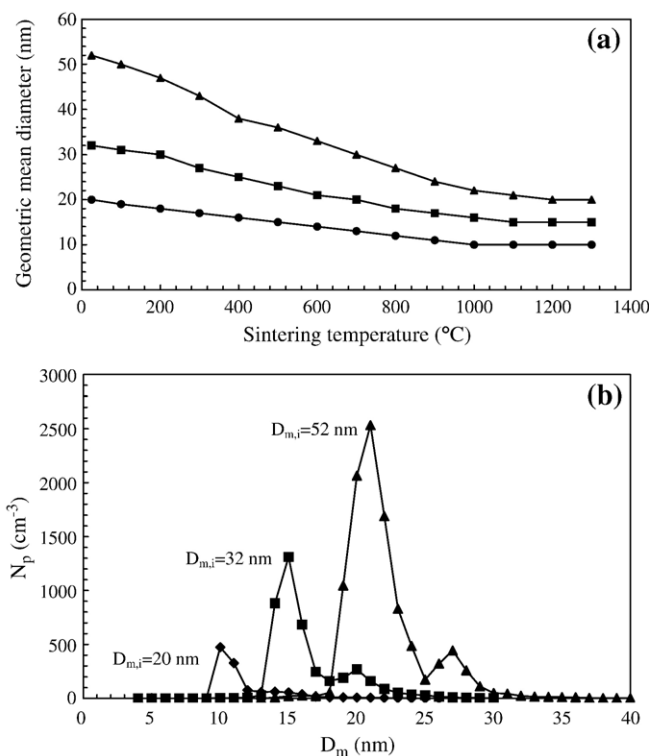 (a)
Geometric mean diameter (nm)
60
50
40
30
20
10
0
0 200 400 600 800 1000 1200 1400
Sintering temperature (°C)
(b)
N_p (cm⁻³)
3000
2500
2000
1500
1000
500
0
D_m,i=52 nm
D_m,i=32 nm
D_m,i=20 nm
0 5 10 15 20 25 30 35 40
D_m (nm)